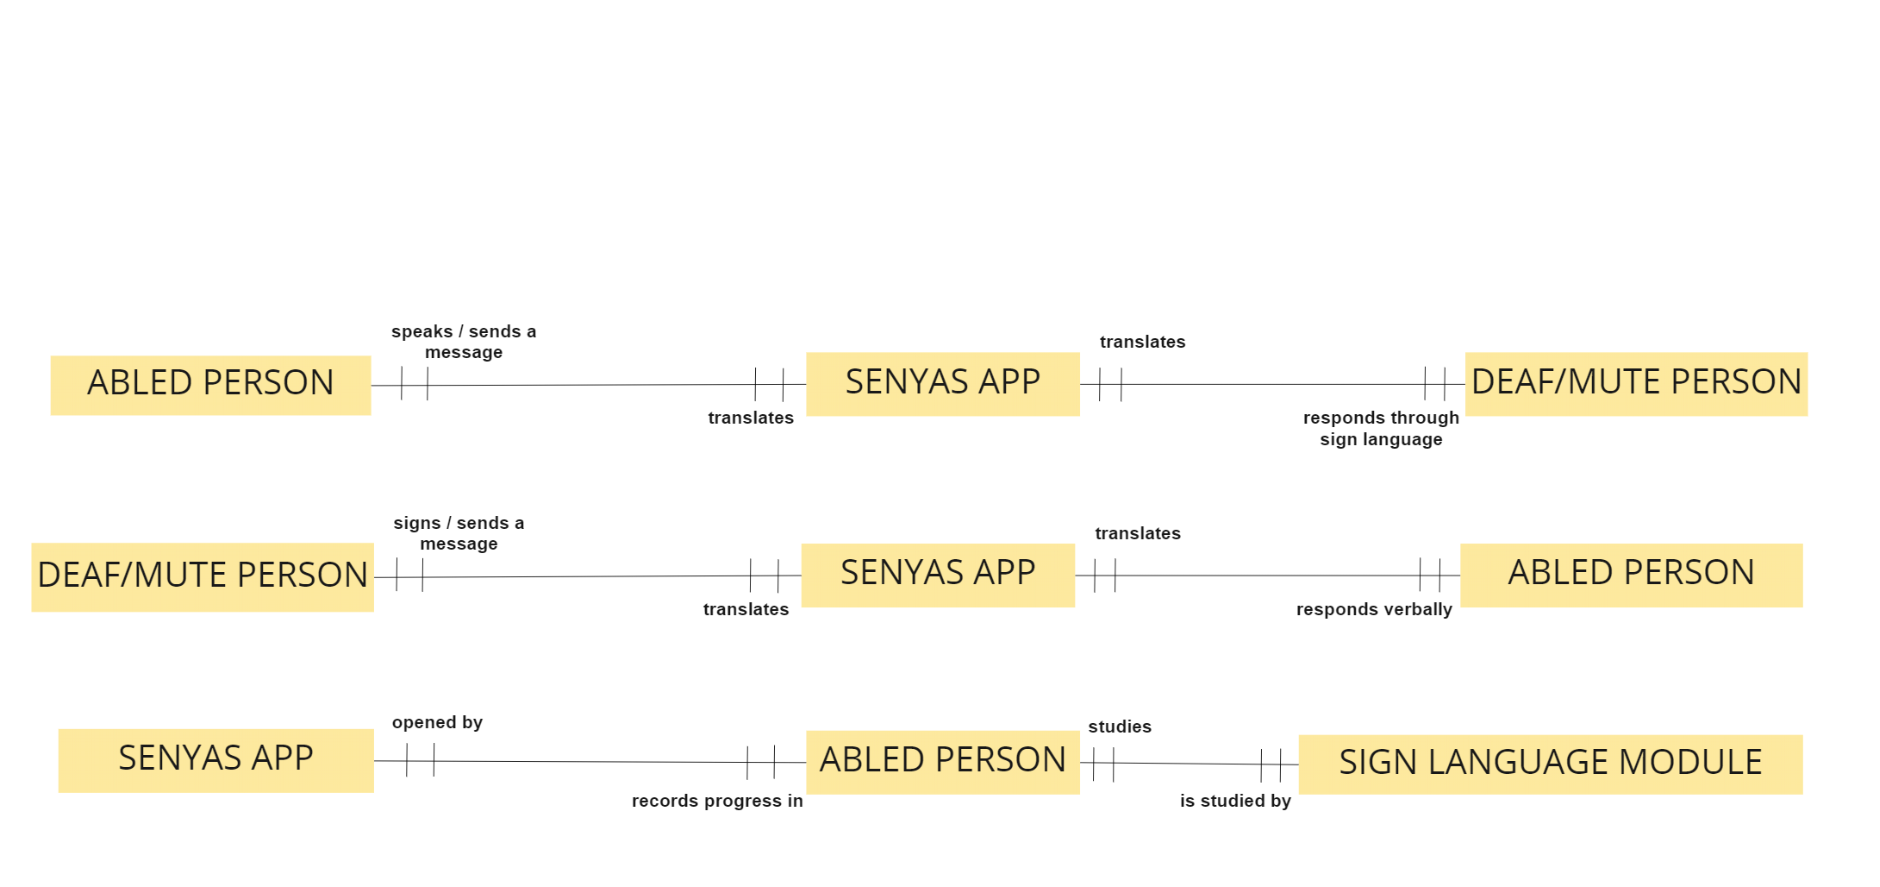 speaks / sends a
message
translates
ABLED PERSON
SENYAS APP
DEAF/MUTE PERSON
translates
responds through
sign language
signs / sends a
message
translates
DEAF/MUTE PERSON
SENYAS APP
ABLED PERSON
translates
responds verbally
opened by
studies
SENYAS APP
ABLED PERSON
SIGN LANGUAGE MODULE
records progress in
is studied by